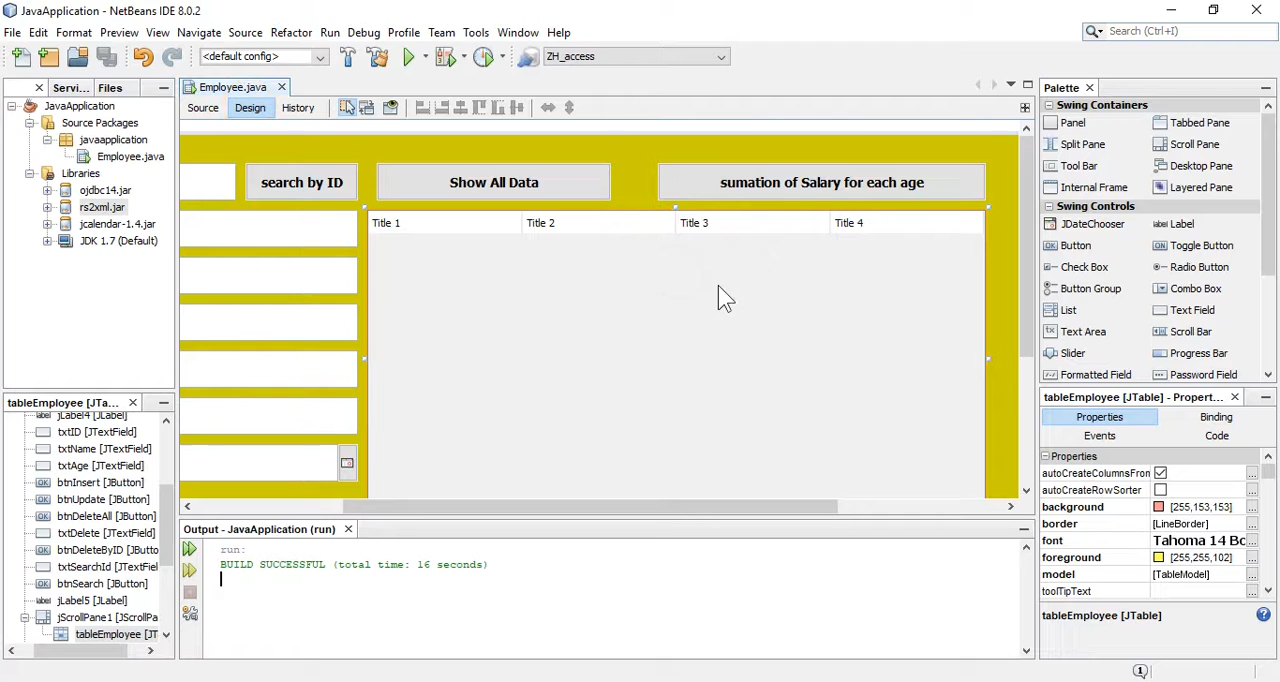 JavaApplication - NetBeans IDE 8.0.2
File Edit Format Preview View Navigate Source Refactor Run Debug Profile Team Tools Window Help
Search (Ctrl+I)
<default config>
ZH_access
Servi... Files
JavaApplication
Source Packages
javaapplication
Employee.java
Libraries
ojdbc14.jar
rs2xml.jar
jcalendar-1.4.jar
JDK 1.7 (Default)
Employee.java
Source Design History
search by ID
Show All Data
sumation of Salary for each age
Title 1 Title 2 Title 3 Title 4
Palette
Swing Containers
Panel Tabbed Pane
Split Pane Scroll Pane
Tool Bar Desktop Pane
Internal Frame Layered Pane
Swing Controls
JDateChooser Label
Button Toggle Button
Check Box Radio Button
Button Group Combo Box
List Text Field
Text Area Scroll Bar
Slider Progress Bar
Formatted Field Password Field
tableEmployee [JTa...
jLabel4 [JLabel]
txtID [JTextField]
txtName [JTextField]
txtAge [JTextField]
btnInsert [JButton]
btnUpdate [JButton]
btnDeleteAll [JButton]
txtDelete [JTextField]
btnDeleteByID [JButto
txtSearchId [JTextField]
btnSearch [JButton]
jLabel5 [JLabel]
jScrollPane1 [JScrollPa
tableEmployee [JT
Output - JavaApplication (run)
run:
BUILD SUCCESSFUL (total time: 16 seconds)
tableEmployee [JTable] - Propert...
Properties Binding
Events Code
Properties
autoCreateColumnsFrom
autoCreateRowSorter
background [255,153,153]
border [LineBorder]
font Tahoma 14 Bo
foreground [255,255,102]
model [TableModel]
toolTipText
tableEmployee [JTable]